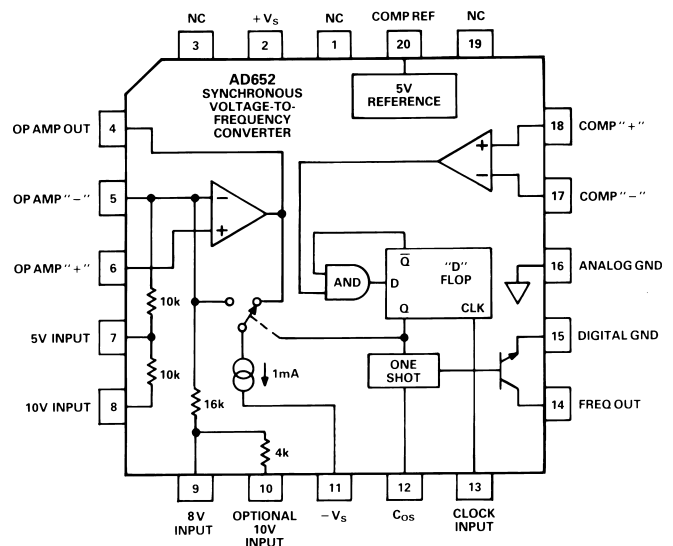 NC
+VS
NC
COMP REF
NC
3
2
1
20
19
AD652
SYNCHRONOUS
VOLTAGE-TO-
FREQUENCY
CONVERTER
5V
REFERENCE
OP AMP OUT
4
18
COMP "+"
OP AMP "–"
5
17
COMP "–"
–
+
+
–
OP AMP "+"
6
16
ANALOG GND
AND
D
Q̅
"D"
FLOP
Q
CLK
10k
5V INPUT
7
15
DIGITAL GND
10k
1mA
ONE
SHOT
10V INPUT
8
16k
14
FREQ OUT
4k
9
10
11
12
13
8V
INPUT
OPTIONAL
10V
INPUT
–VS
COS
CLOCK
INPUT